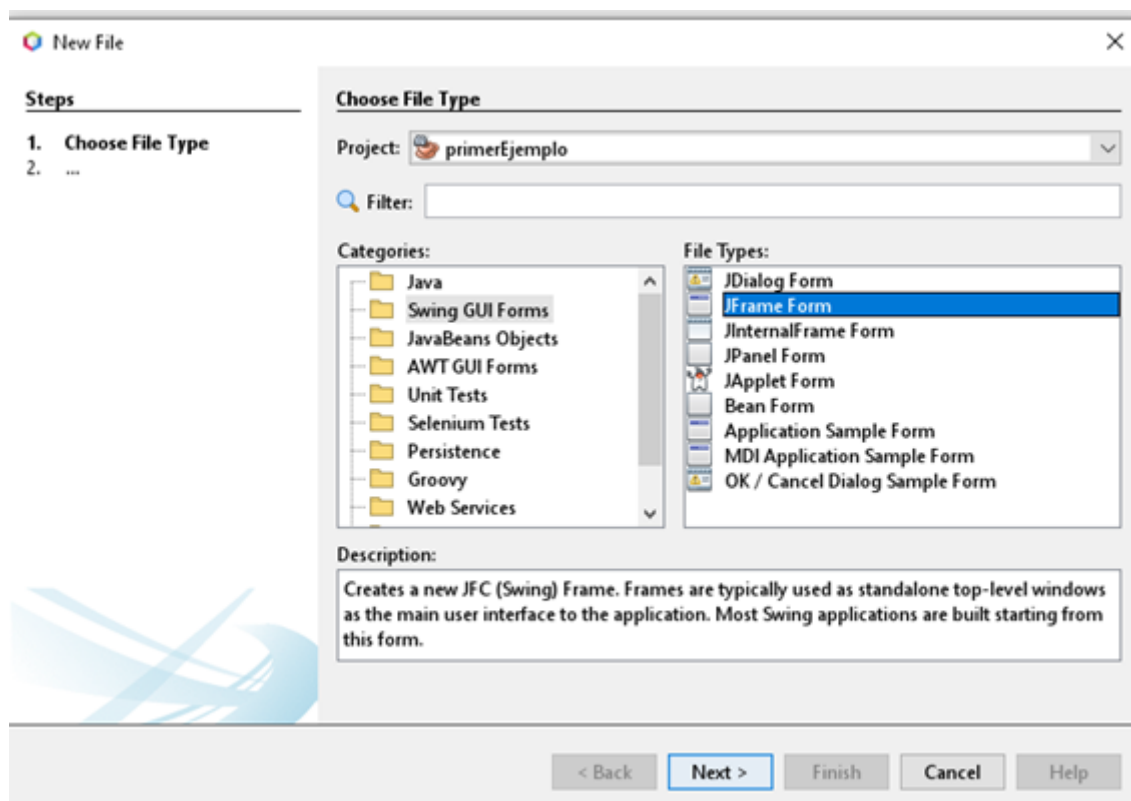 New File
Steps
1. Choose File Type
2. ...
Choose File Type
Project: primerEjemplo
Filter:
Categories:
Java
Swing GUI Forms
JavaBeans Objects
AWT GUI Forms
Unit Tests
Selenium Tests
Persistence
Groovy
Web Services
File Types:
JDialog Form
JFrame Form
JInternalFrame Form
JPanel Form
JApplet Form
Bean Form
Application Sample Form
MDI Application Sample Form
OK / Cancel Dialog Sample Form
Description:
Creates a new JFC (Swing) Frame. Frames are typically used as standalone top-level windows
as the main user interface to the application. Most Swing applications are built starting from
this form.
< Back Next > Finish Cancel Help